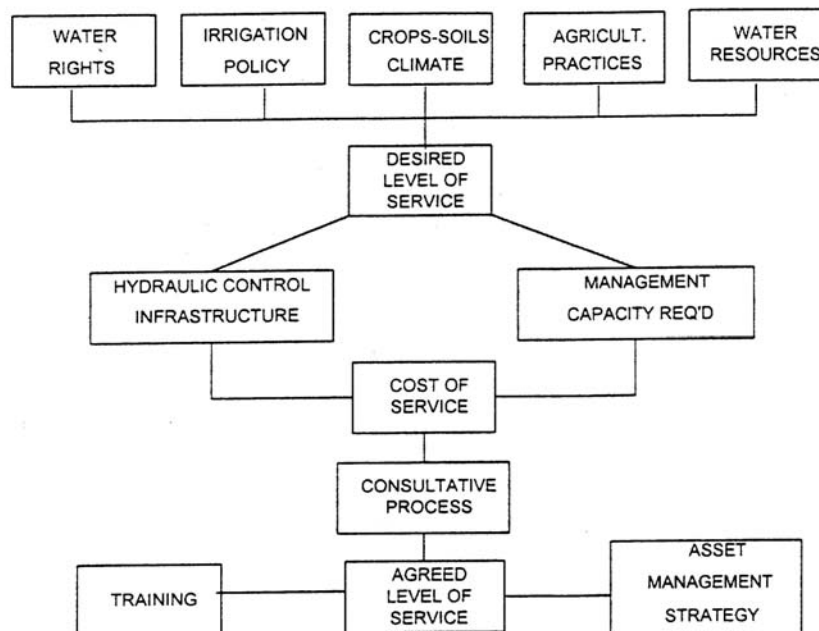 WATER
RIGHTS
IRRIGATION
POLICY
CROPS-SOILS
CLIMATE
AGRICULT.
PRACTICES
WATER
RESOURCES
DESIRED
LEVEL OF
SERVICE
HYDRAULIC CONTROL
INFRASTRUCTURE
MANAGEMENT
CAPACITY REQ'D
COST OF
SERVICE
CONSULTATIVE
PROCESS
TRAINING
AGREED
LEVEL OF
SERVICE
ASSET
MANAGEMENT
STRATEGY